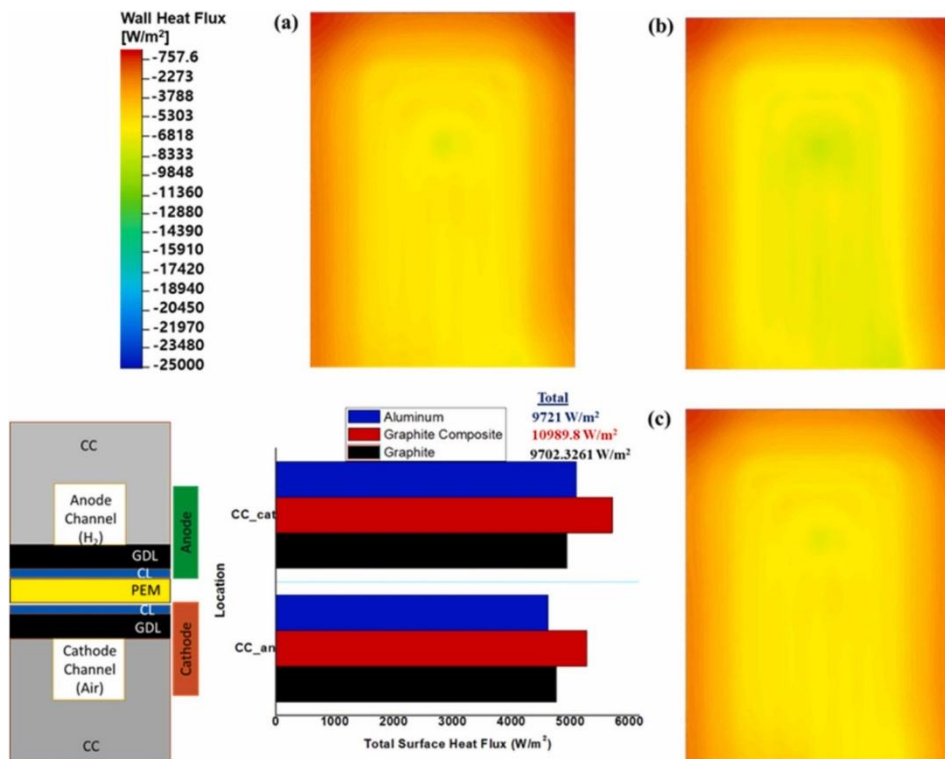 Wall Heat Flux
[W/m²]
-757.6
-2273
-3788
-5303
-6818
-8333
-9848
-11360
-12880
-14390
-15910
-17420
-18940
-20450
-21970
-23480
-25000
(a)
(b)
(c)
CC
Anode
Channel
(H₂)
GDL
CL
PEM
CL
GDL
Cathode
Channel
(Air)
CC
Anode
Cathode
Aluminum
Graphite Composite
Graphite
Total
9721 W/m²
10989.8 W/m²
9702.3261 W/m²
Location
CC_cat
CC_an
0 1000 2000 3000 4000 5000 6000
Total Surface Heat Flux (W/m²)